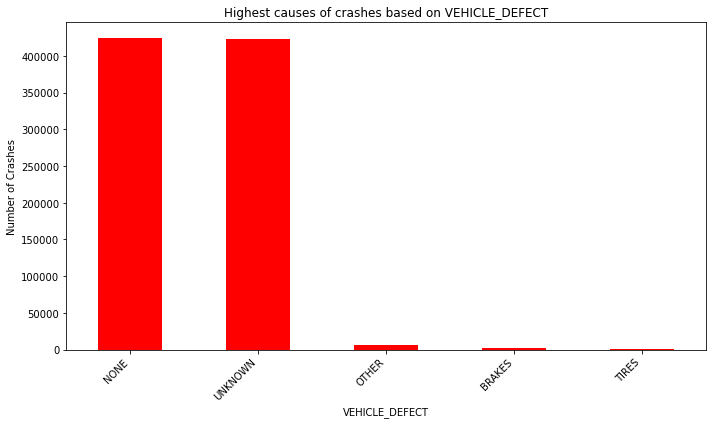 Highest causes of crashes based on VEHICLE_DEFECT
Number of Crashes
400000
350000
300000
250000
200000
150000
100000
50000
0
NONE
UNKNOWN
OTHER
BRAKES
TIRES
VEHICLE_DEFECT